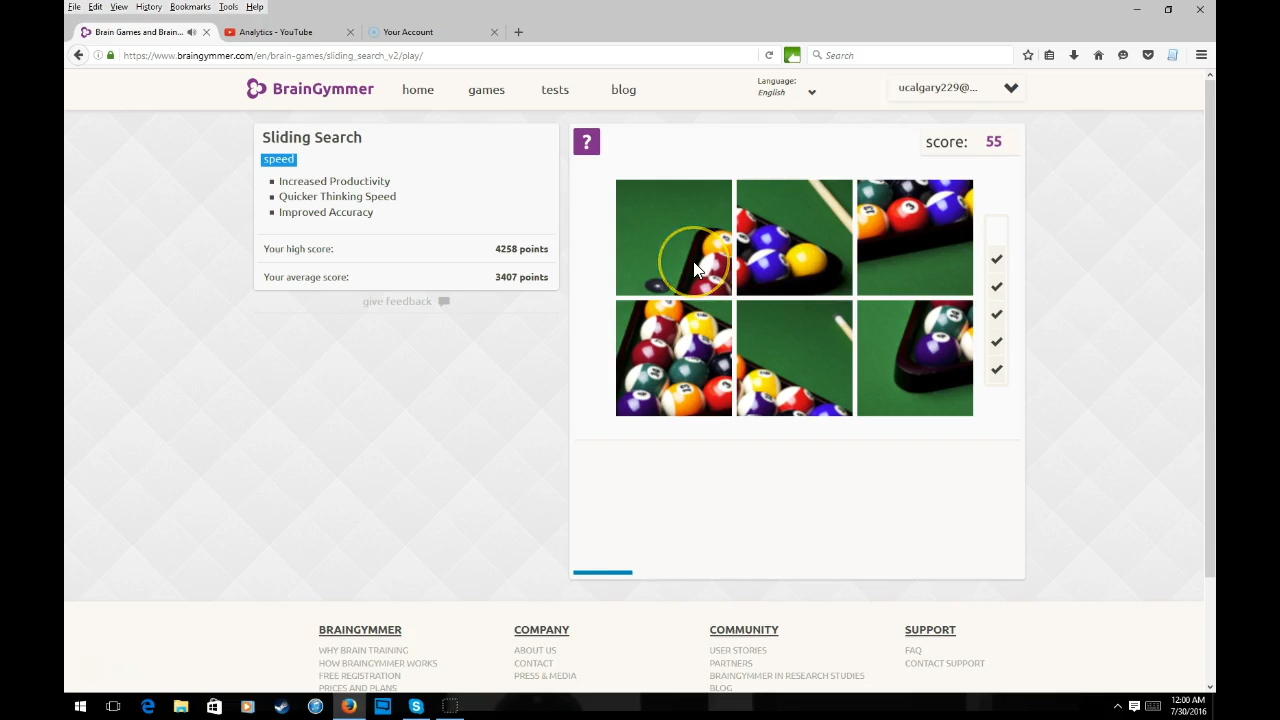 File Edit View History Bookmarks Tools Help
Brain Games and Brain... Analytics - YouTube Your Account
https://www.braingymmer.com/en/brain-games/sliding_search_v2/play/ Search
BrainGymmer home games tests blog Language: English ucalgary229@...
Sliding Search
speed
Increased Productivity
Quicker Thinking Speed
Improved Accuracy
Your high score: 4258 points
Your average score: 3407 points
give feedback
? score: 55
BRAINGYMMER
WHY BRAIN TRAINING
HOW BRAINGYMMER WORKS
FREE REGISTRATION
PRICES AND PLANS
COMPANY
ABOUT US
CONTACT
PRESS & MEDIA
COMMUNITY
USER STORIES
PARTNERS
BRAINGYMMER IN RESEARCH STUDIES
BLOG
SUPPORT
FAQ
CONTACT SUPPORT
12:00 AM
7/30/2016